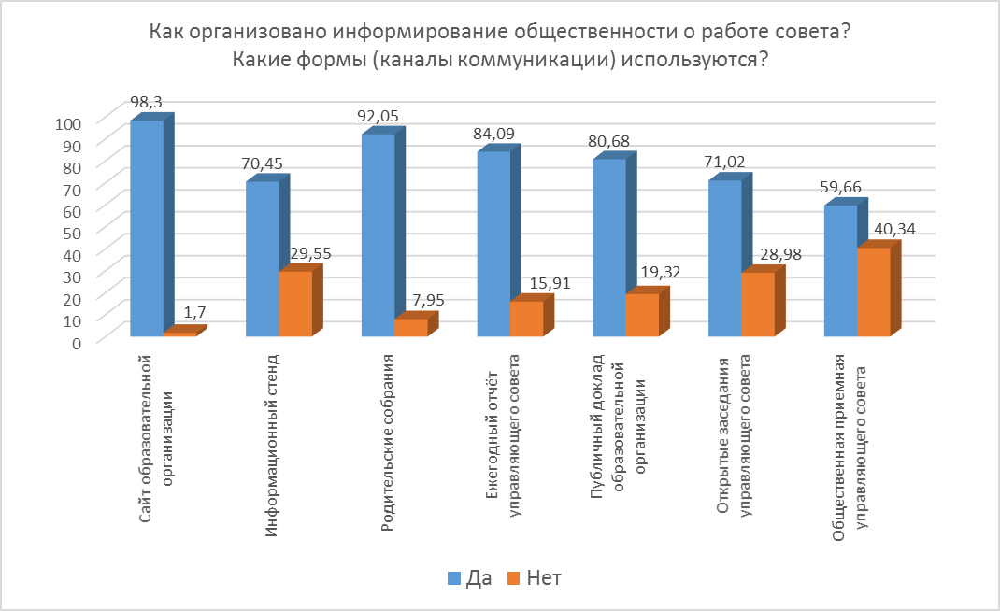 Как организовано информирование общественности о работе совета?
Какие формы (каналы коммуникации) используются?
98,3
1,7
70,45
29,55
92,05
7,95
84,09
15,91
80,68
19,32
71,02
28,98
59,66
40,34
100
90
80
70
60
50
40
30
20
10
0
Сайт образовательной
организации
Информационный стенд
Родительские собрания
Ежегодный отчёт
управляющего совета
Публичный доклад
образовательной
организации
Открытые заседания
управляющего совета
Общественная приемная
управляющего совета
Да
Нет